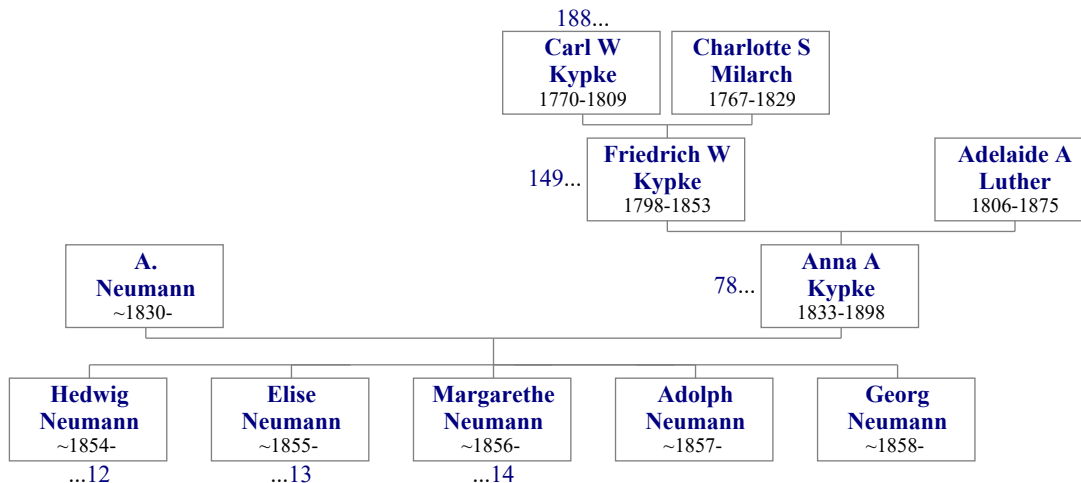 188...
Carl W
Kypke
1770-1809
Charlotte S
Milarch
1767-1829
149...
Friedrich W
Kypke
1798-1853
Adelaide A
Luther
1806-1875
A.
Neumann
~1830-
78...
Anna A
Kypke
1833-1898
Hedwig
Neumann
~1854-
...12
Elise
Neumann
~1855-
...13
Margarethe
Neumann
~1856-
...14
Adolph
Neumann
~1857-
Georg
Neumann
~1858-